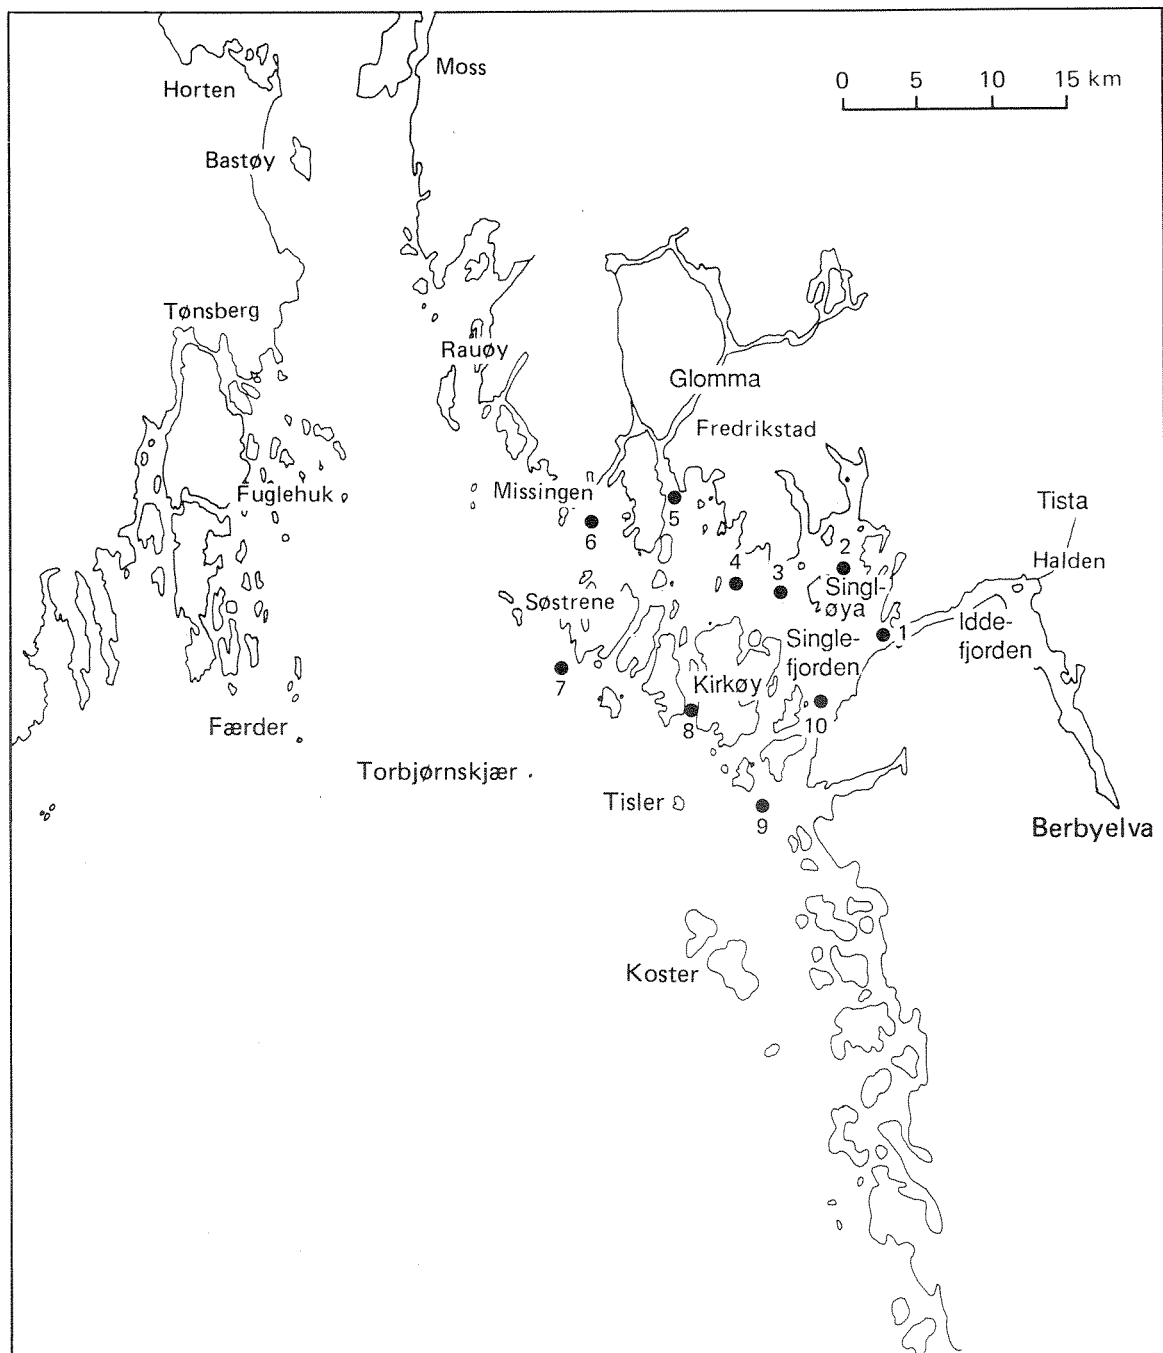 Moss
0 5 10 15 km
Horten
Bastøy
Tønsberg
Rauøy
Glomma
Fredrikstad
Fuglehuk
Missingen
5
6
Tista
Halden
2
4
3
Singl-
øya
Søstrene
1
Idde-
fjorden
Single-
fjorden
Kirkøy
7
8
10
Færder
Torbjørnskjær
Tisler
9
Berbyelva
Koster